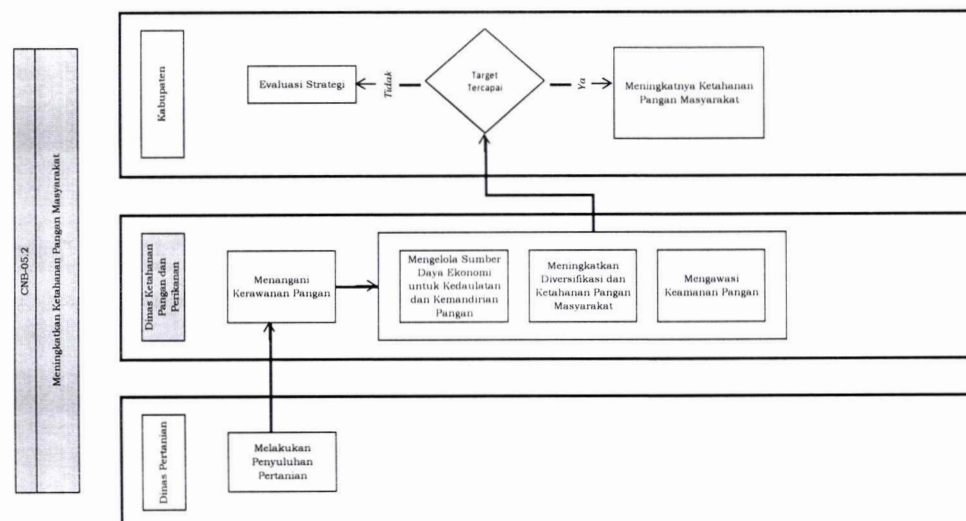 CNB-05.2
Meningkatkan Ketahanan Pangan Masyarakat
Kabupaten
Evaluasi Strategi
Tidak
Target
Tercapai
Ya
Meningkatnya Ketahanan
Pangan Masyarakat
Dinas Ketahanan
Pangan dan
Perikanan
Menangani
Kerawanan Pangan
Mengelola Sumber
Daya Ekonomi
untuk Kedaulatan
dan Kemandirian
Pangan
Meningkatkan
Diversifikasi dan
Ketahanan Pangan
Masyarakat
Mengawasi
Keamanan Pangan
Dinas Pertanian
Melakukan
Penyuluhan
Pertanian